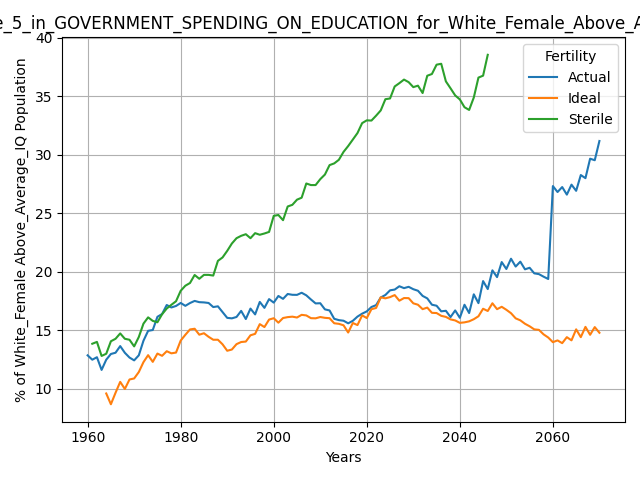 e_5_in_GOVERNMENT_SPENDING_ON_EDUCATION_for_White_Female_Above_A
% of White_Female Above_Average_IQ Population
40
35
30
25
20
15
10
Fertility
Actual
Ideal
Sterile
1960
1980
2000
2020
2040
2060
Years